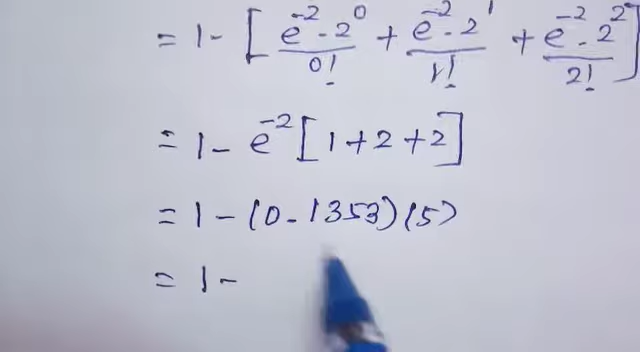 = 1 - [ e^-2 . 2^0 / 0! + e^-2 . 2^1 / 1! + e^-2 . 2^2 / 2! ]
= 1 - e^-2 [ 1 + 2 + 2 ]
= 1 - (0.1353) (5)
= 1 -